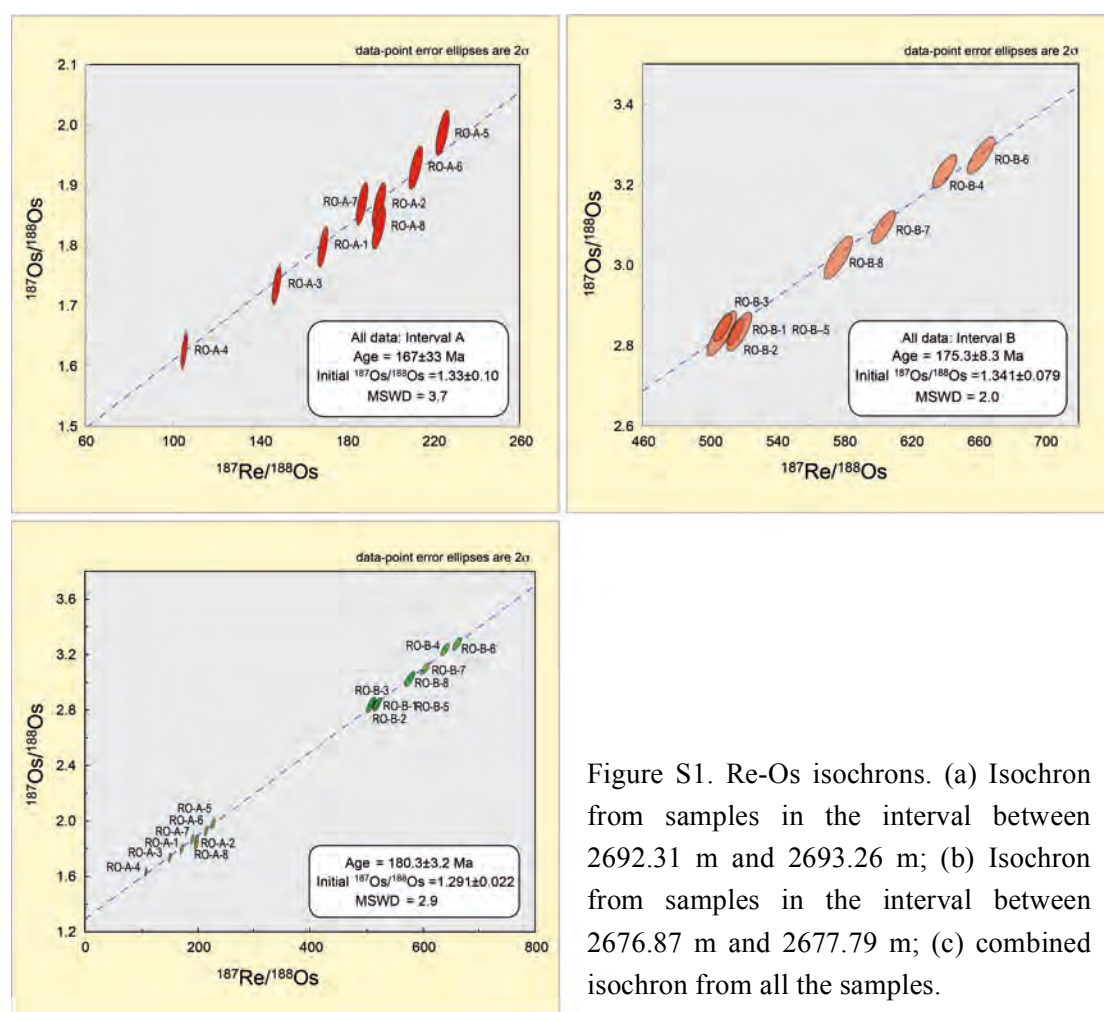 data-point error ellipses are 2σ
2.1
2.0
1.9
1.8
1.7
1.6
1.5
¹⁸⁷Os/¹⁸⁸Os
RO-A-5
RO-A-6
RO-A-7
RO-A-2
RO-A-8
RO-A-1
RO-A-3
RO-A-4
All data: Interval A
Age = 167±33 Ma
Initial ¹⁸⁷Os/¹⁸⁸Os =1.33±0.10
MSWD = 3.7
60 100 140 180 220 260
¹⁸⁷Re/¹⁸⁸Os
data-point error ellipses are 2σ
3.4
3.2
3.0
2.8
2.6
¹⁸⁷Os/¹⁸⁸Os
RO-B-6
RO-B-4
RO-B-7
RO-B-8
RO-B-3
RO-B-1 RO-B-5
RO-B-2
All data: Interval B
Age = 175.3±8.3 Ma
Initial ¹⁸⁷Os/¹⁸⁸Os =1.341±0.079
MSWD = 2.0
460 500 540 580 620 660 700
¹⁸⁷Re/¹⁸⁸Os
data-point error ellipses are 2σ
3.6
3.2
2.8
2.4
2.0
1.6
1.2
¹⁸⁷Os/¹⁸⁸Os
RO-B-4
RO-B-6
RO-B-7
RO-B-8
RO-B-3
RO-B-1 RO-B-5
RO-B-2
RO-A-5
RO-A-6
RO-A-7
RO-A-1
RO-A-2
RO-A-3
RO-A-8
RO-A-4
Age = 180.3±3.2 Ma
Initial ¹⁸⁷Os/¹⁸⁸Os =1.291±0.022
MSWD = 2.9
0 200 400 600 800
¹⁸⁷Re/¹⁸⁸Os
Figure S1. Re-Os isochrons. (a) Isochron
from samples in the interval between
2692.31 m and 2693.26 m; (b) Isochron
from samples in the interval between
2676.87 m and 2677.79 m; (c) combined
isochron from all the samples.